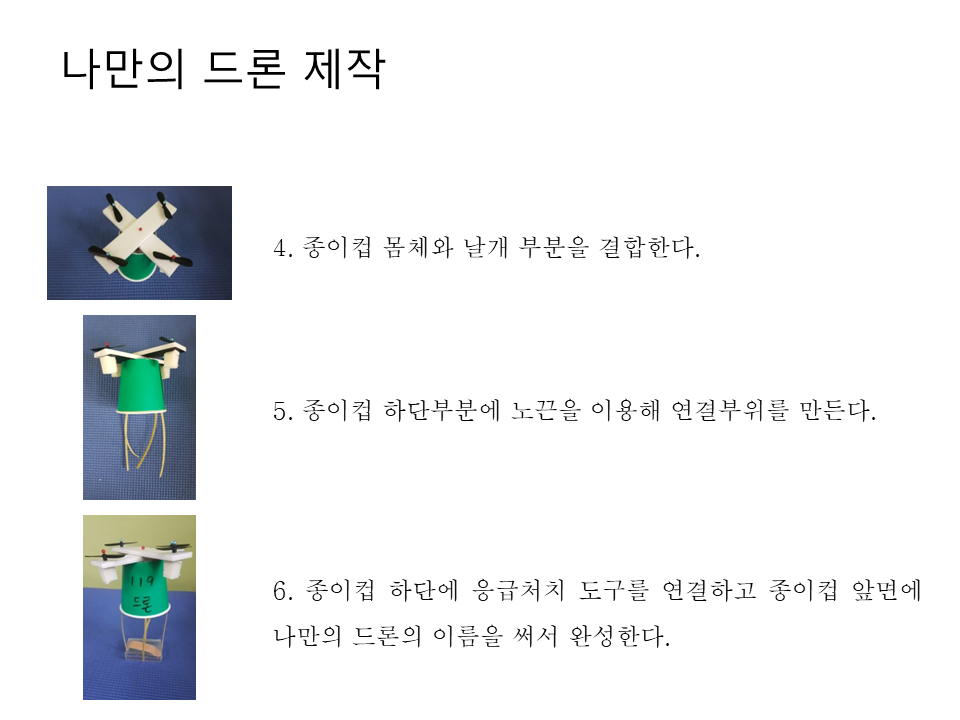 나만의 드론 제작
4. 종이컵 몸체와 날개 부분을 결합한다.
5. 종이컵 하단부분에 노끈을 이용해 연결부위를 만든다.
119
드론
6. 종이컵 하단에 응급처치 도구를 연결하고 종이컵 앞면에
나만의 드론의 이름을 써서 완성한다.